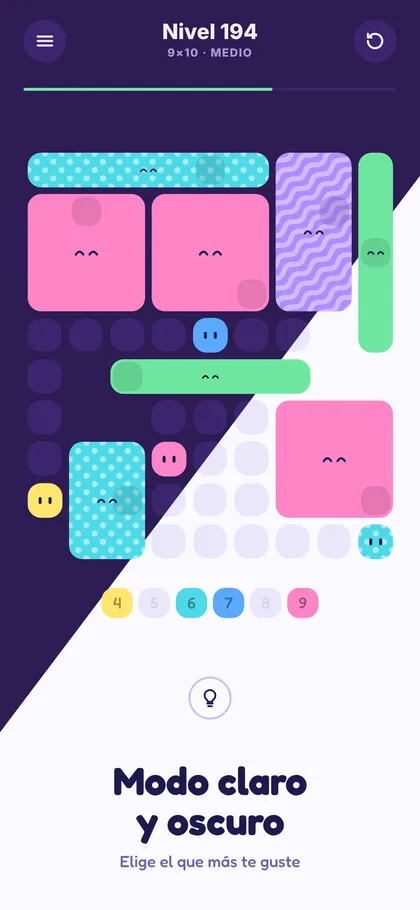 Nivel 194
9×10 · MEDIO
4 5 6 7 8 9
Modo claro
y oscuro
Elige el que más te guste